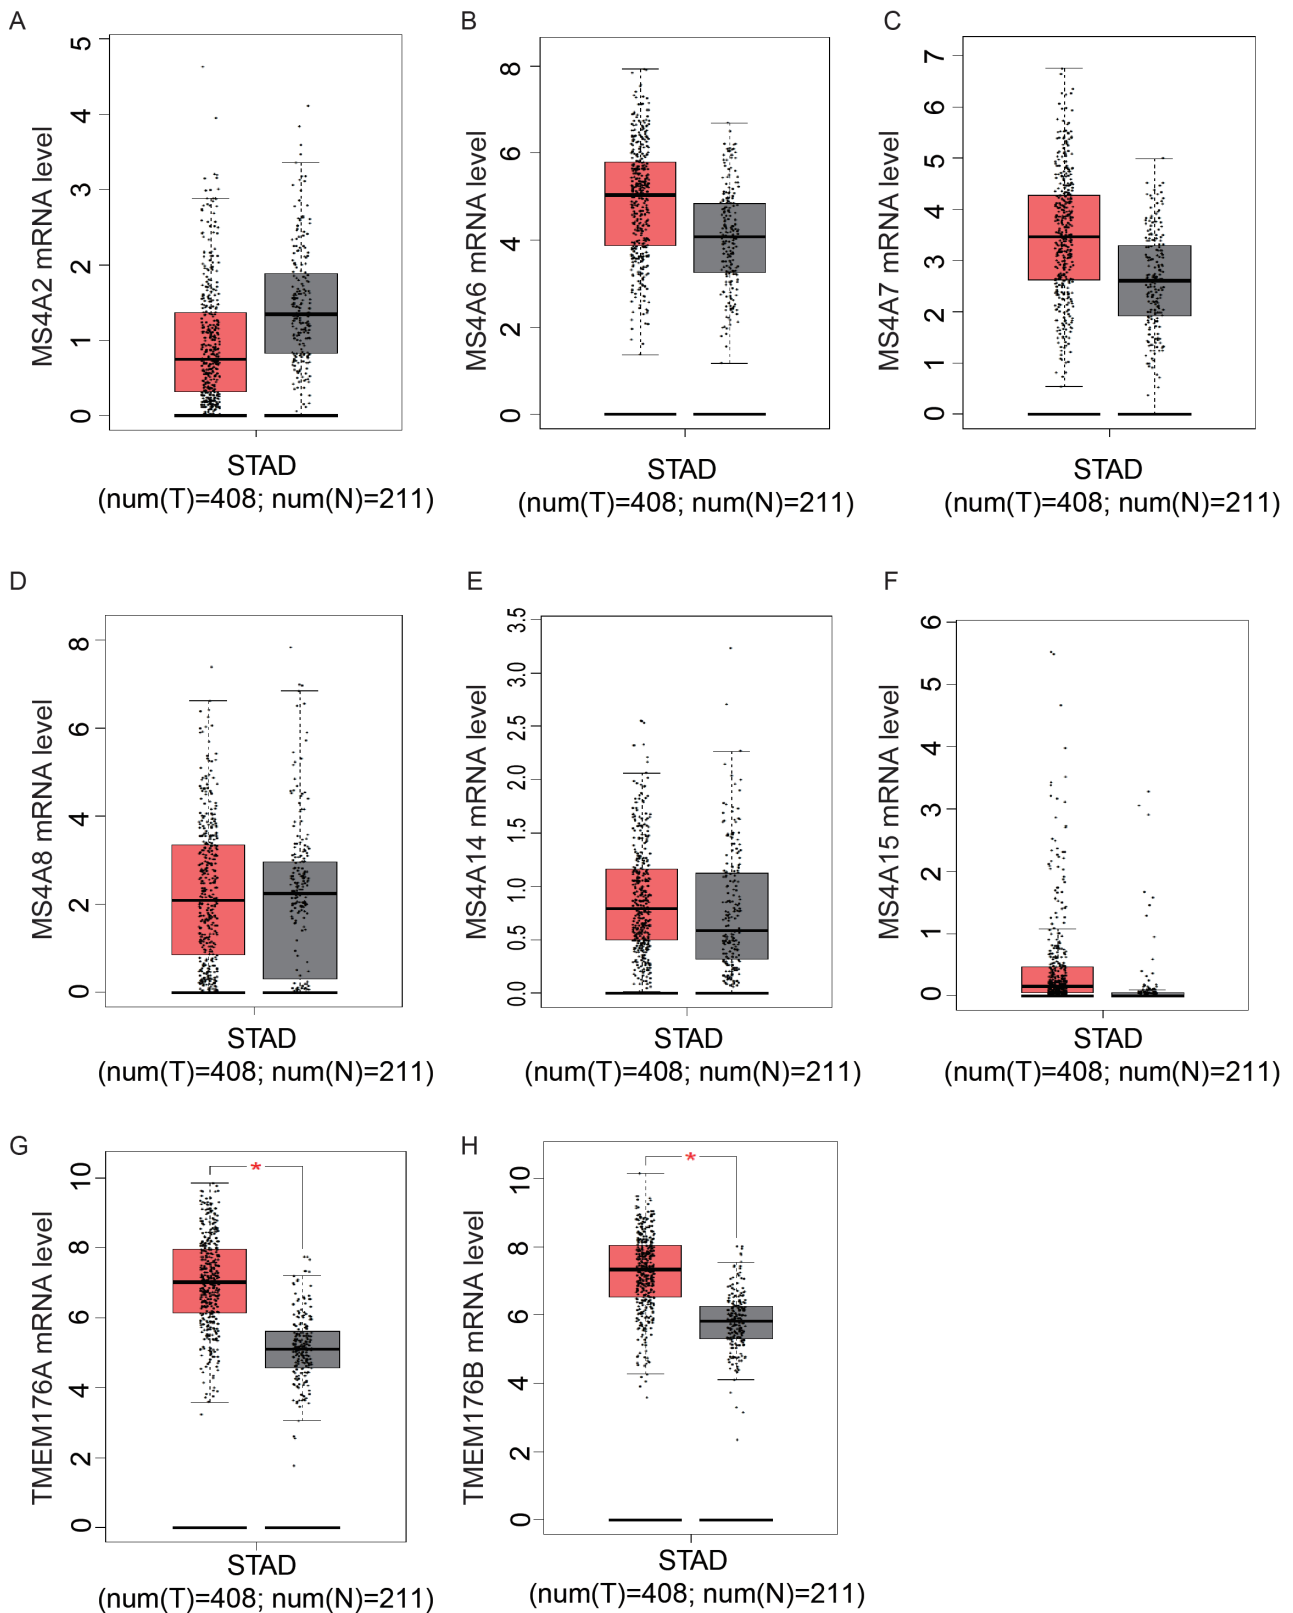 A
MS4A2 mRNA level
5
4
3
2
1
0
STAD
(num(T)=408; num(N)=211)
B
MS4A6 mRNA level
8
6
4
2
0
STAD
(num(T)=408; num(N)=211)
C
MS4A7 mRNA level
7
6
5
4
3
2
1
0
STAD
(num(T)=408; num(N)=211)
D
MS4A8 mRNA level
8
6
4
2
0
STAD
(num(T)=408; num(N)=211)
E
MS4A14 mRNA level
3.5
3.0
2.5
2.0
1.5
1.0
0.5
0.0
STAD
(num(T)=408; num(N)=211)
F
MS4A15 mRNA level
6
5
4
3
2
1
0
STAD
(num(T)=408; num(N)=211)
G
TMEM176A mRNA level
10
8
6
4
2
0
*
STAD
(num(T)=408; num(N)=211)
H
TMEM176B mRNA level
10
8
6
4
2
0
*
STAD
(num(T)=408; num(N)=211)